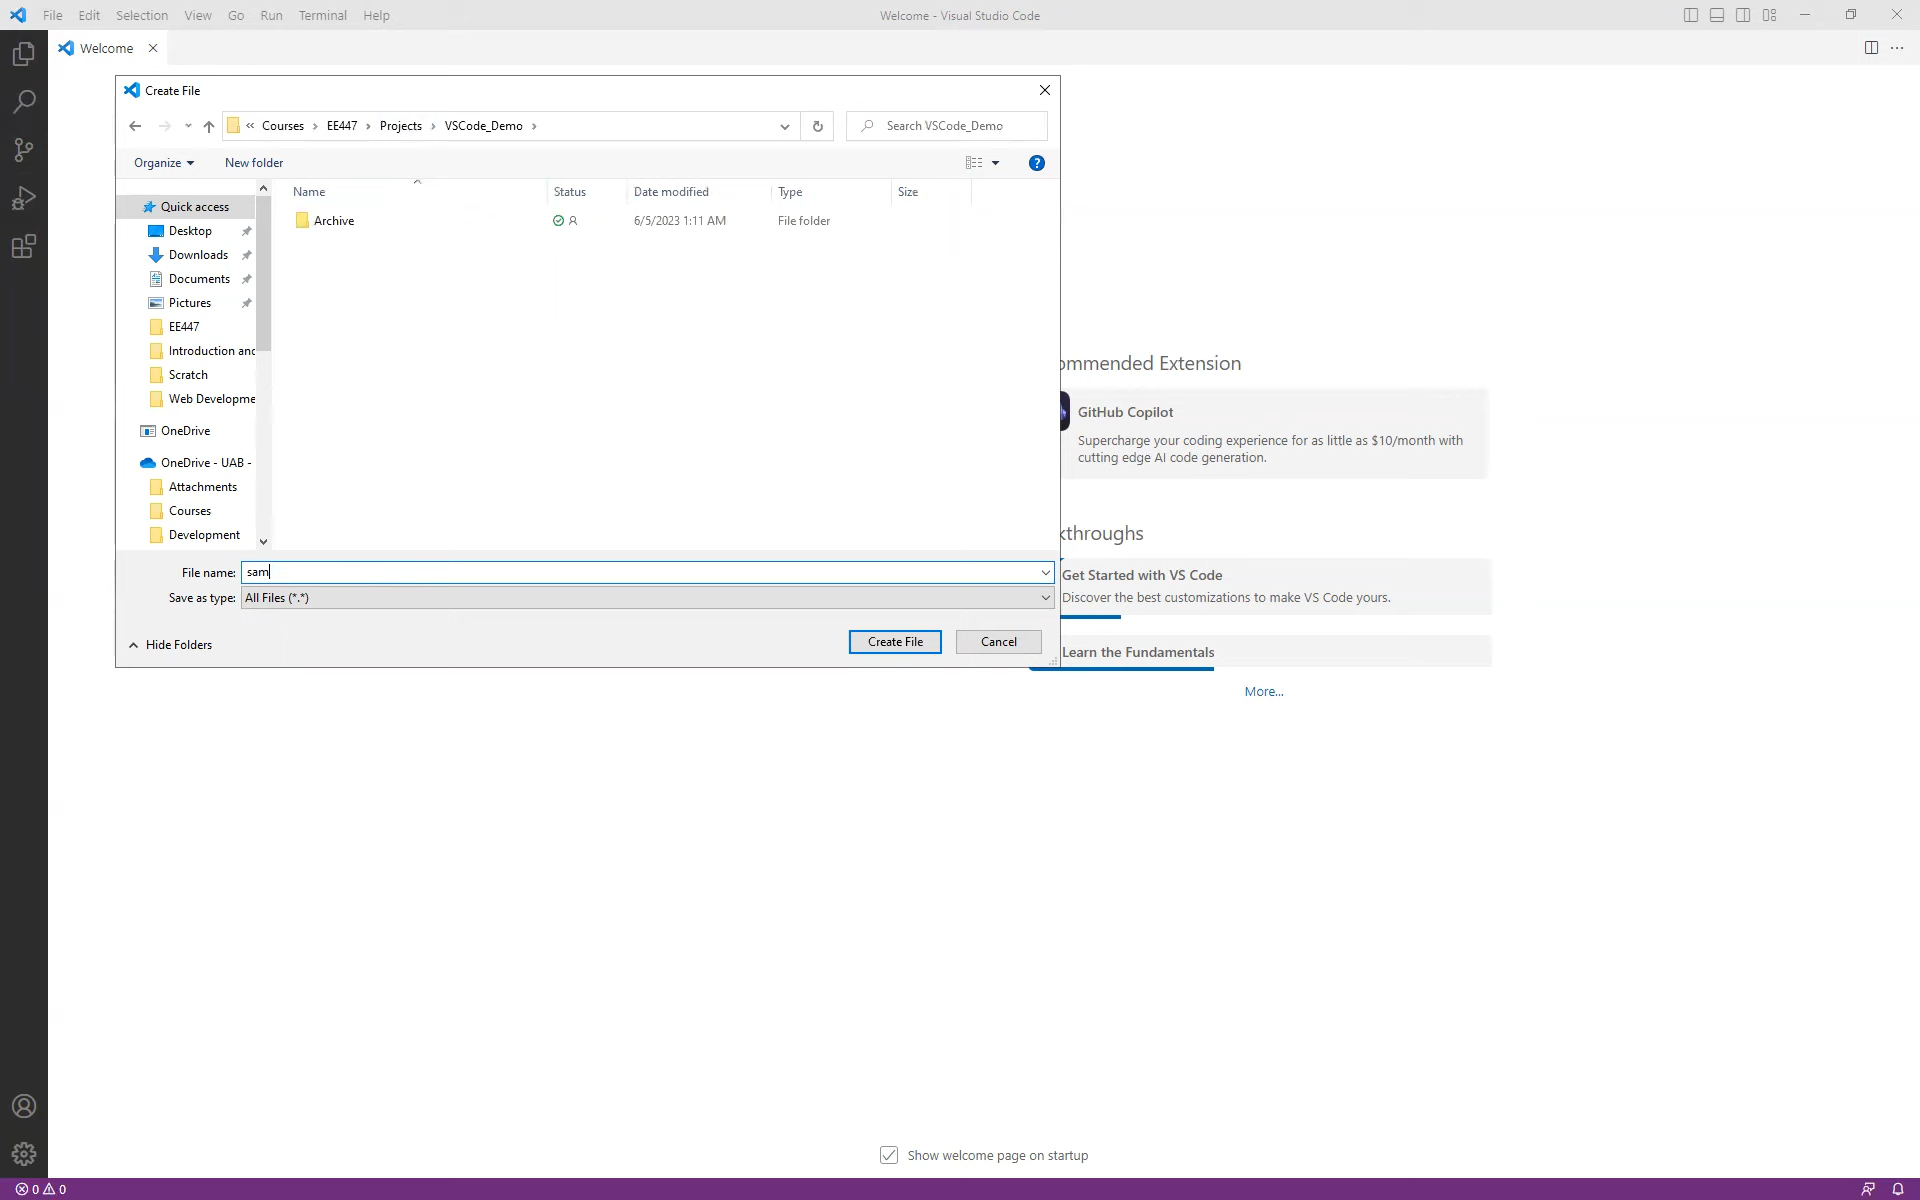 File Edit Selection View Go Run Terminal Help
Welcome - Visual Studio Code
Welcome
Create File
« Courses > EE447 > Projects > VSCode_Demo >
Search VSCode_Demo
Organize
New folder
Name Status Date modified Type Size
Archive 6/5/2023 1:11 AM File folder
Quick access
Desktop
Downloads
Documents
Pictures
EE447
Introduction and
Scratch
Web Developme
OneDrive
OneDrive - UAB -
Attachments
Courses
Development
File name: sam
Save as type: All Files (*.*)
Hide Folders
Create File
Cancel
ommended Extension
GitHub Copilot
Supercharge your coding experience for as little as $10/month with
cutting edge AI code generation.
kthroughs
Get Started with VS Code
Discover the best customizations to make VS Code yours.
Learn the Fundamentals
More...
Show welcome page on startup
0 0